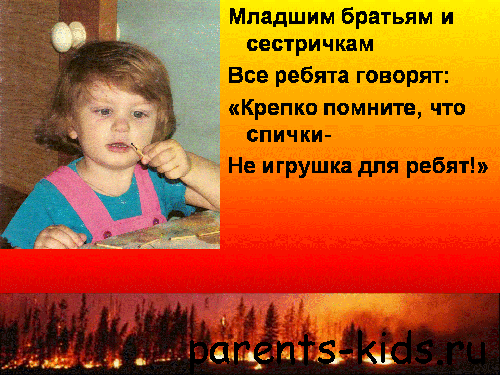 Младшим братьям и
сестричкам
Все ребята говорят:
«Крепко помните, что
спички-
Не игрушка для ребят!»
parents-kids.ru